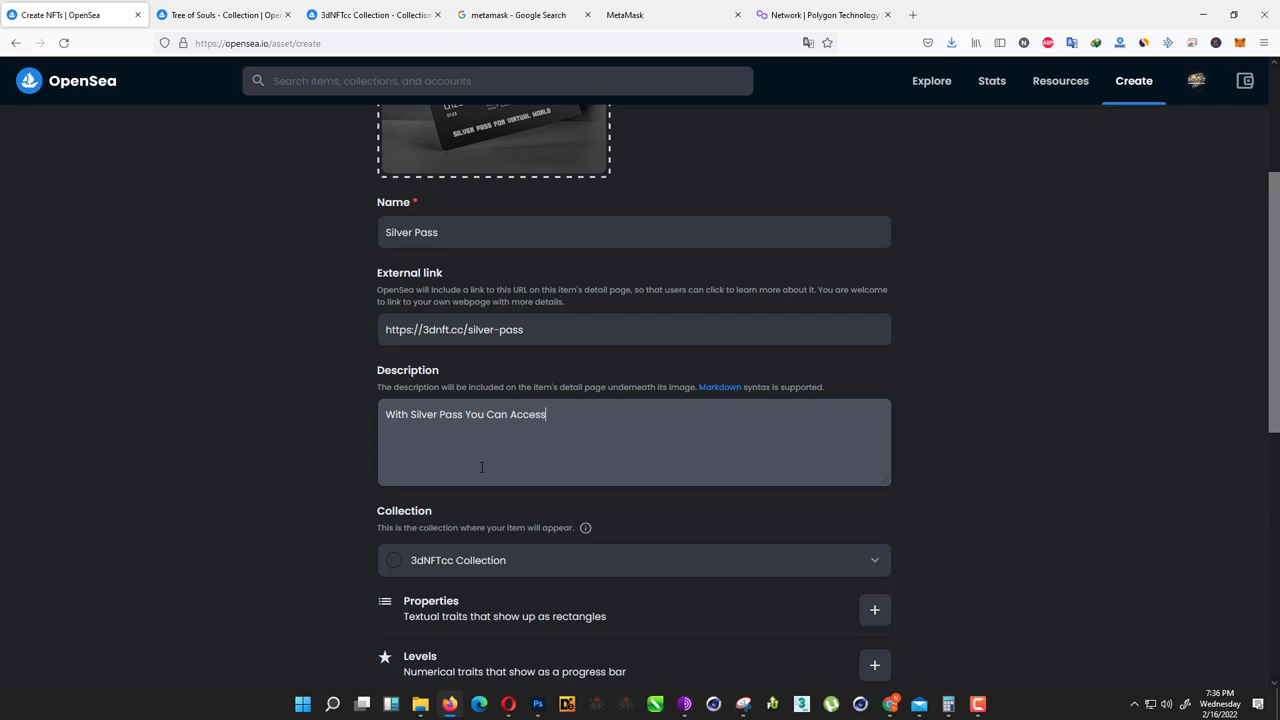 Create NFTs | OpenSea
Tree of Souls - Collection | Open
3dNFTcc Collection - Collection
metamask - Google Search
MetaMask
Network | Polygon Technology
https://opensea.io/asset/create
OpenSea
Search items, collections, and accounts
Explore
Stats
Resources
Create
0123
SILVER PASS FOR VIRTUAL WORLD
Name *
Silver Pass
External link
OpenSea will include a link to this URL on this item's detail page, so that users can click to learn more about it. You are welcome
to link to your own webpage with more details.
https://3dnft.cc/silver-pass
Description
The description will be included on the item's detail page underneath its image. Markdown syntax is supported.
With Silver Pass You Can Access
Collection
This is the collection where your item will appear.
3dNFTcc Collection
Properties
Textual traits that show up as rectangles
Levels
Numerical traits that show as a progress bar
7:36 PM
Wednesday
2/16/2022